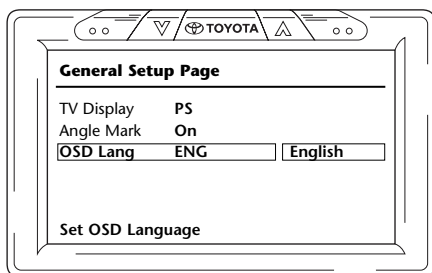 TOYOTA
General Setup Page
TV Display PS
Angle Mark On
OSD Lang ENG English
Set OSD Language